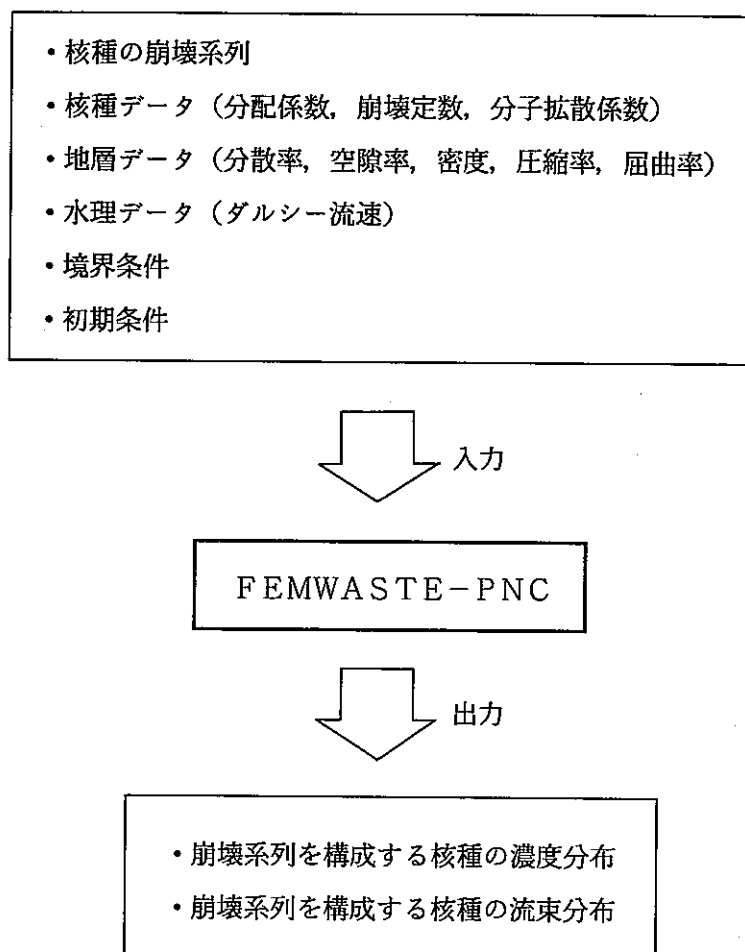 ・核種の崩壊系列
・核種データ（分配係数，崩壊定数，分子拡散係数）
・地層データ（分散率，空隙率，密度，圧縮率，屈曲率）
・水理データ（ダルシー流速）
・境界条件
・初期条件
入力
FEMWASTE－PNC
出力
・崩壊系列を構成する核種の濃度分布
・崩壊系列を構成する核種の流束分布